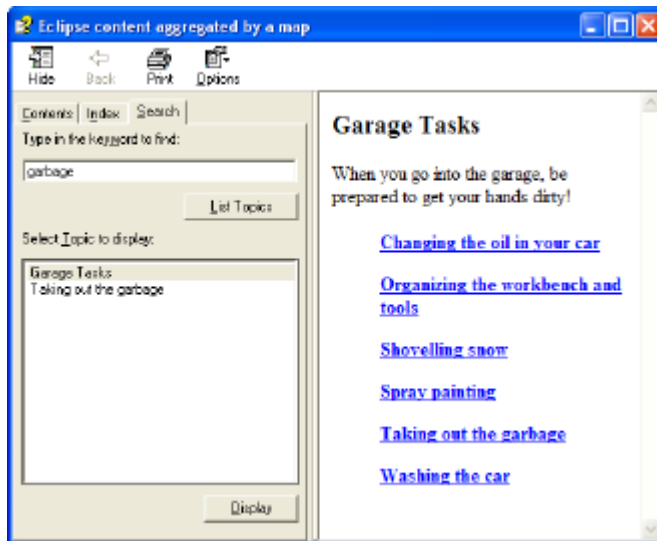 Eclipse content aggregated by a map
Hide Back Print Options
Contents Index Search
Type in the keyword to find:
garbage
List Topics
Select Topic to display:
Garage Tasks
Taking out the garbage
Display
Garage Tasks
When you go into the garage, be
prepared to get your hands dirty!
Changing the oil in your car
Organizing the workbench and
tools
Shovelling snow
Spray painting
Taking out the garbage
Washing the car